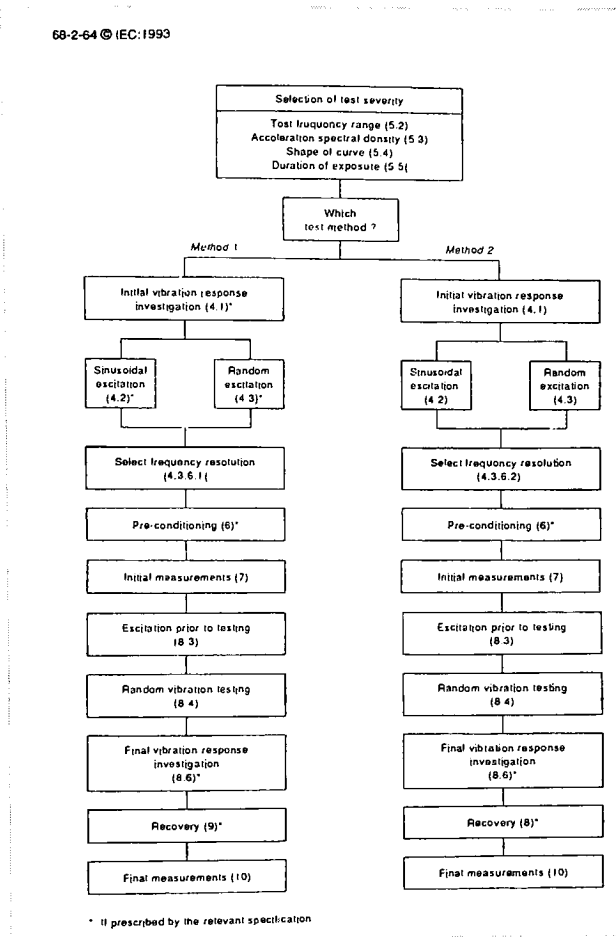 68-2-64 © IEC:1993
Selection of test severity
Test frequency range (5.2)
Acceleration spectral density (5.3)
Shape of curve (5.4)
Duration of exposure (5.5(
Which
test method ?
Method 1
Method 2
Initial vibration response
investigation (4.1)*
Initial vibration response
investigation (4.1)
Sinusoidal
excitation
(4.2)*
Random
excitation
(4.3)*
Sinusoidal
excitation
(4.2)
Random
excitation
(4.3)
Select frequency resolution
(4.3.6.1(
Select frequency resolution
(4.3.6.2)
Pre-conditioning (6)*
Pre-conditioning (6)*
Initial measurements (7)
Initial measurements (7)
Excitation prior to testing
(8.3)
Excitation prior to testing
(8.3)
Random vibration testing
(8.4)
Random vibration testing
(8.4)
Final vibration response
investigation
(8.6)*
Final vibration response
investigation
(8.6)*
Recovery (9)*
Recovery (8)*
Final measurements (10)
Final measurements (10)
* If prescribed by the relevant specification